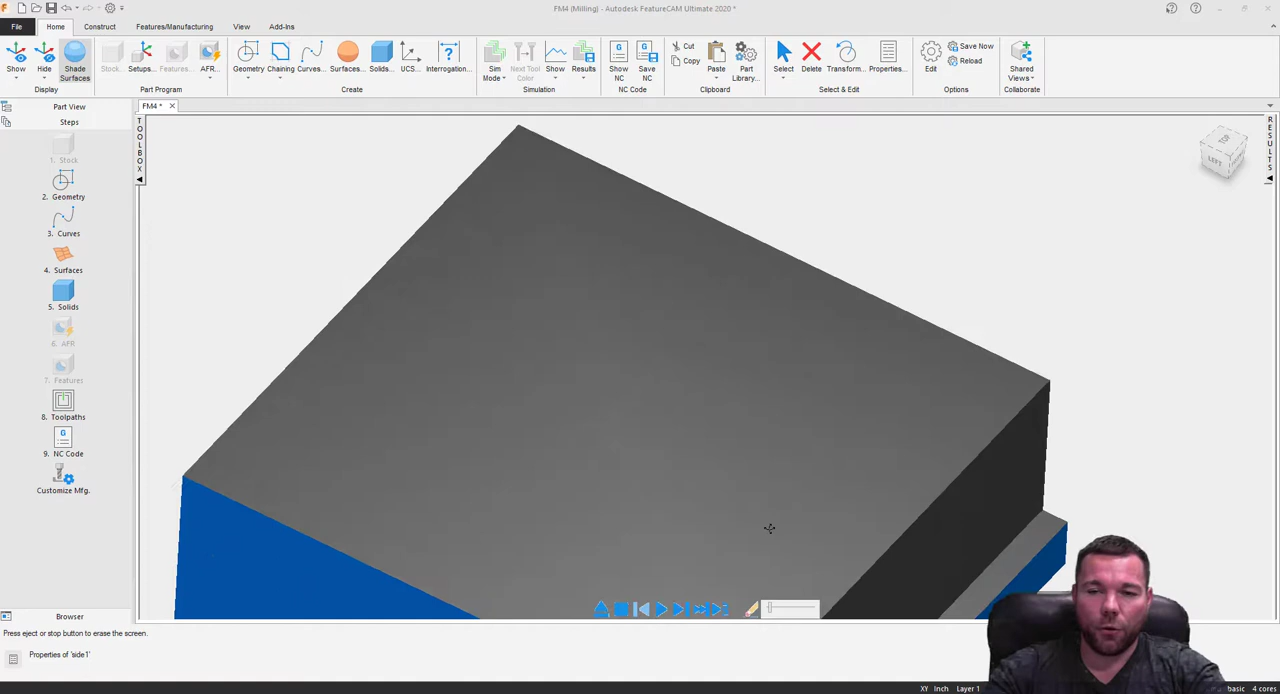 FM4 (Milling) - Autodesk FeatureCAM Ultimate 2020 *
File Home Construct Features/Manufacturing View Add-Ins
Show Hide Shade Surfaces Stock... Setups... Features... AFR... Geometry Chaining Curves... Surfaces... Solids... UCS... Interrogation... Sim Mode Next Tool Color Show Results Show NC Save NC Cut Copy Paste Part Library... Select Delete Transform... Properties... Edit Save Now Reload Shared Views
Display Part Program Create Simulation NC Code Clipboard Select & Edit Options Collaborate
Part View
FM4 *
Steps
TOOLBOX
RESULTS
TOP
LEFT
1. Stock
2. Geometry
3. Curves
4. Surfaces
5. Solids
6. AFR
7. Features
8. Toolpaths
G
9. NC Code
Customize Mfg.
Browser
Press eject or stop button to erase the screen.
Properties of 'side1'
XY Inch Layer 1 basic 4 cores